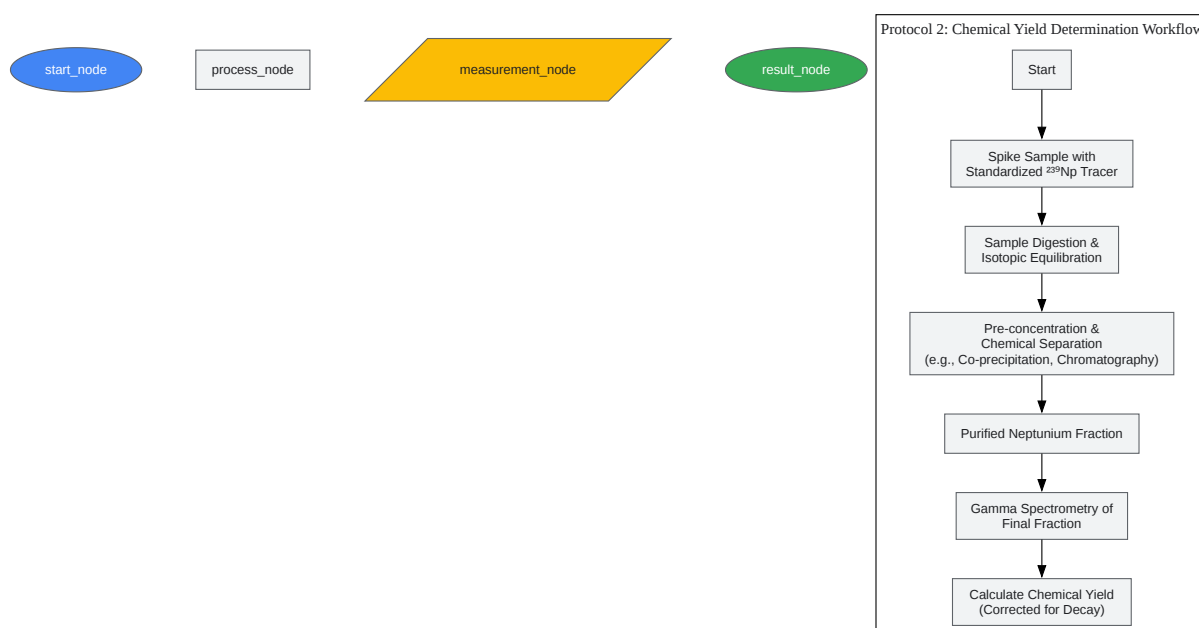 Protocol 2: Chemical Yield Determination Workflow
start_node
process_node
measurement_node
result_node
Start
Spike Sample with
Standardized ²³⁹Np Tracer
Sample Digestion &
Isotopic Equilibration
Pre-concentration &
Chemical Separation
(e.g., Co-precipitation, Chromatography)
Purified Neptunium Fraction
Gamma Spectrometry of
Final Fraction
Calculate Chemical Yield
(Corrected for Decay)